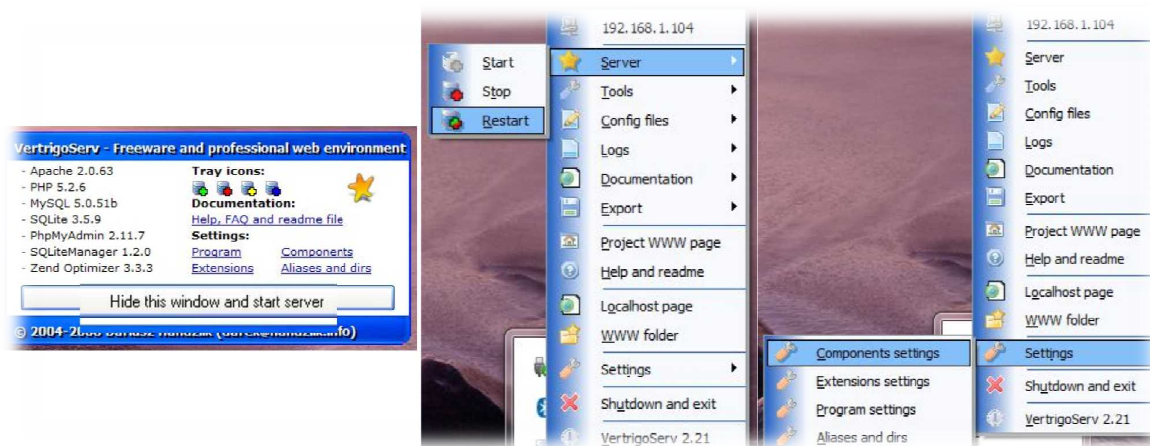 VertrigoServ - Freeware and professional web environment
- Apache 2.0.63
- PHP 5.2.6
- MySQL 5.0.51b
- SQLite 3.5.9
- PhpMyAdmin 2.11.7
- SQLiteManager 1.2.0
- Zend Optimizer 3.3.3
Tray icons:
Documentation:
Help, FAQ and readme file
Settings:
Program Components
Extensions Aliases and dirs
Hide this window and start server
© 2004-2008
Start
Stop
Restart
192.168.1.104
Server
Tools
Config files
Logs
Documentation
Export
Project WWW page
Help and readme
Localhost page
WWW folder
Settings
Shutdown and exit
VertrigoServ 2.21
192.168.1.104
Server
Tools
Config files
Logs
Documentation
Export
Project WWW page
Help and readme
Localhost page
WWW folder
Settings
Shutdown and exit
VertrigoServ 2.21
Components settings
Extensions settings
Program settings
Aliases and dirs